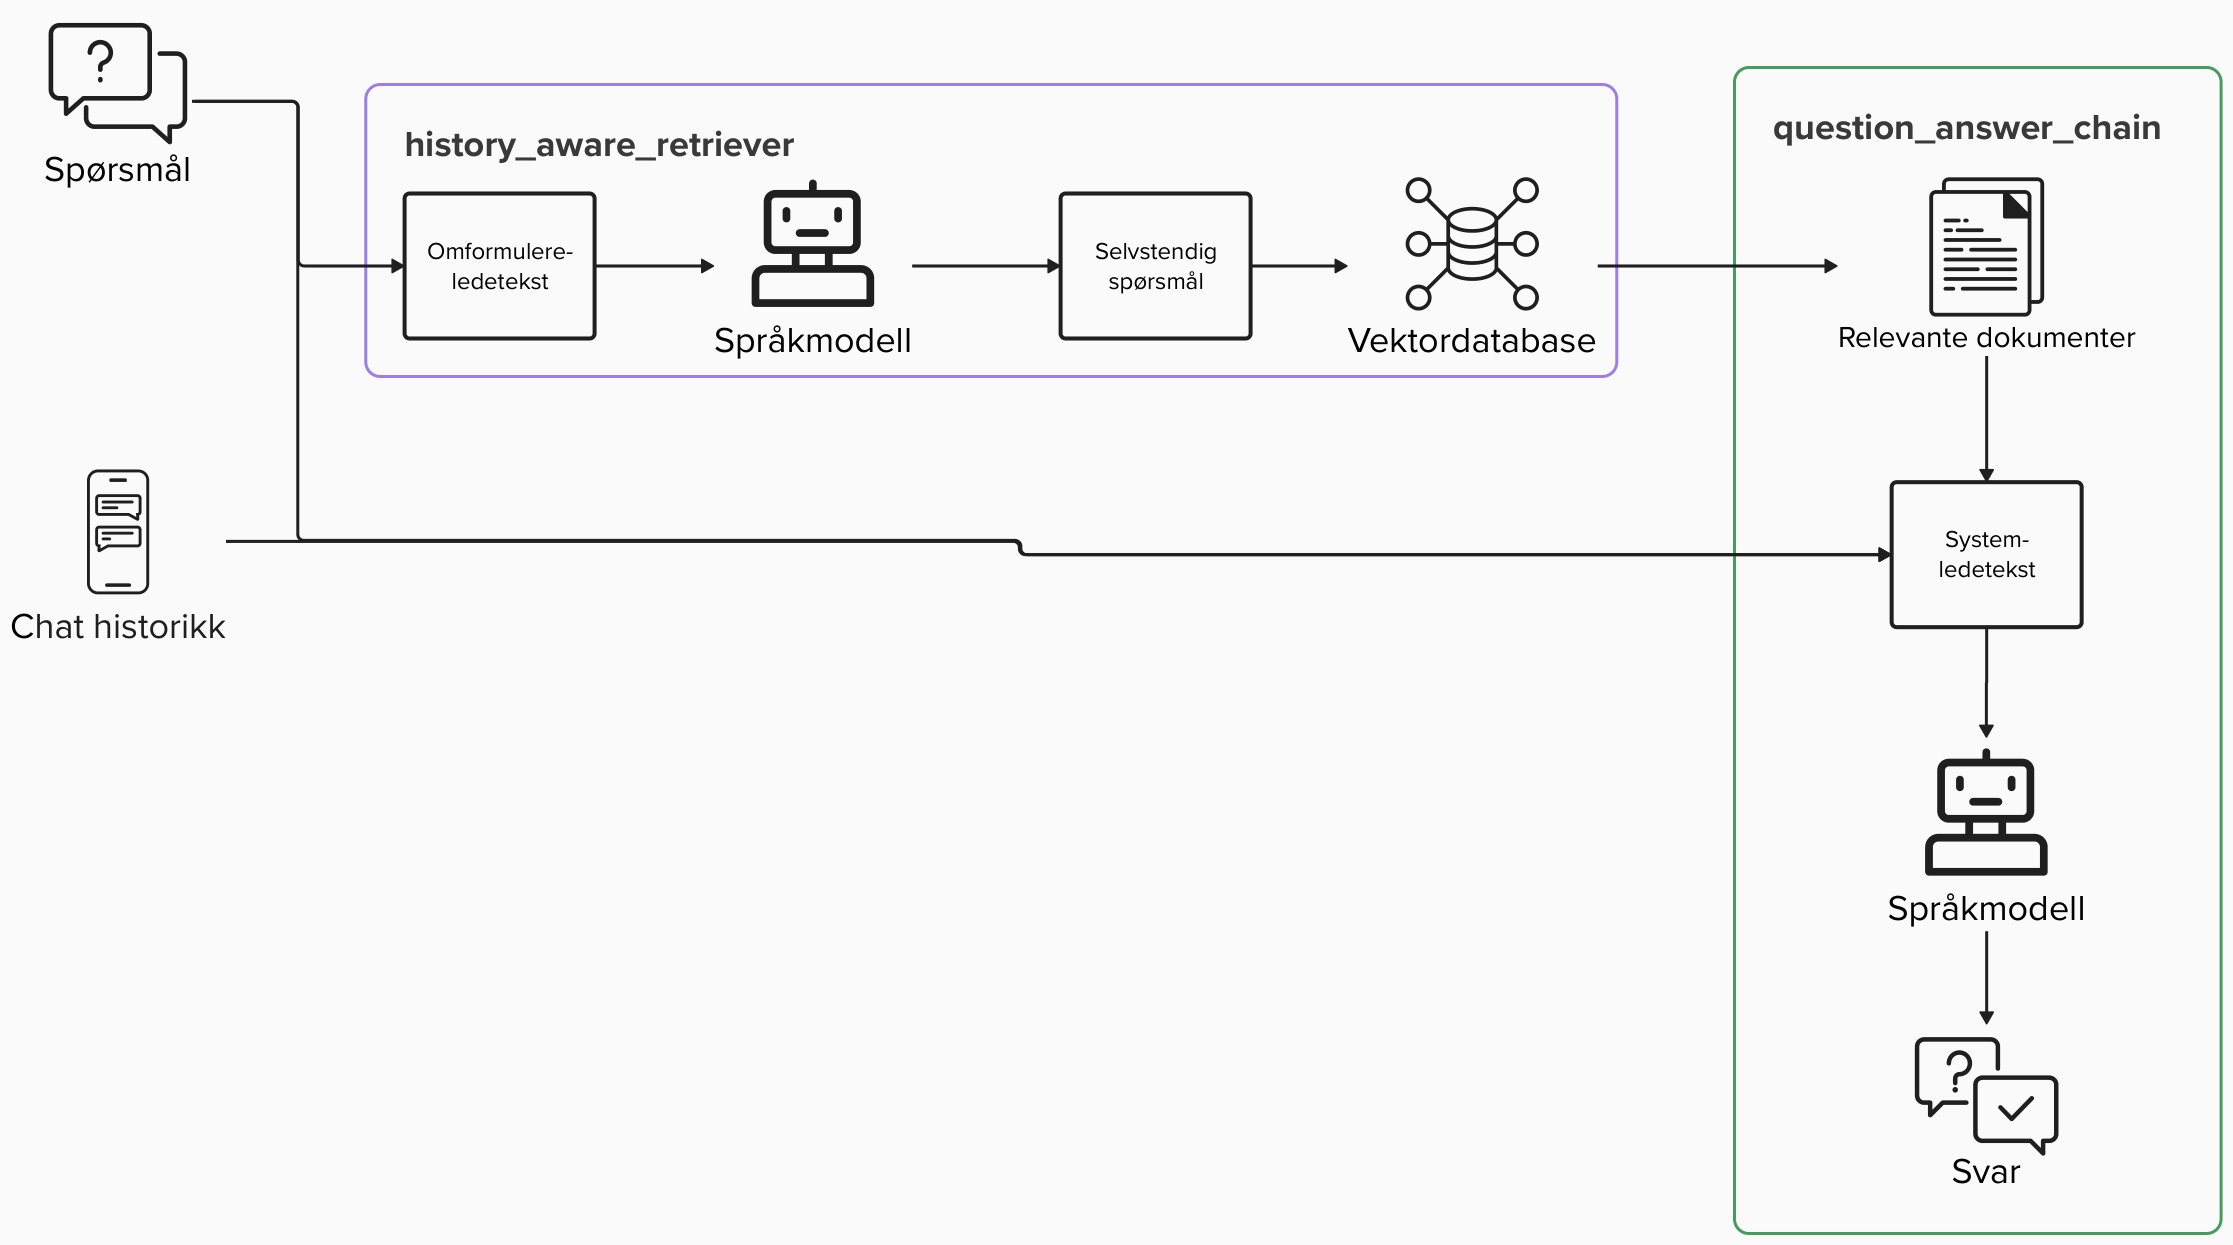 Spørsmål
history_aware_retriever
Omformulere-
ledetekst
Språkmodell
Selvstendig
spørsmål
Vektordatabase
question_answer_chain
Relevante dokumenter
Chat historikk
System-
ledetekst
Språkmodell
Svar